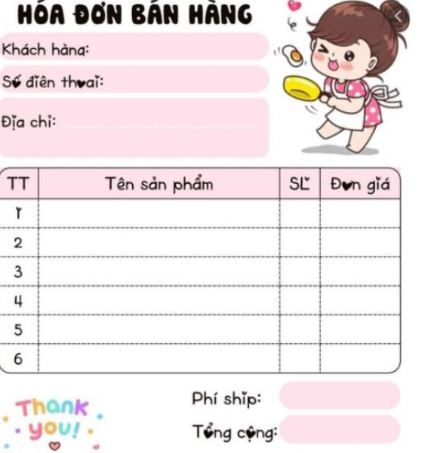 HÓA ĐƠN BÁN HÀNG
Khách hàng:
Số điện thoại:
Địa chỉ:
TT Tên sản phẩm SL Đơn giá
1
2
3
4
5
6
Thank you!
Phí ship:
Tổng cộng: